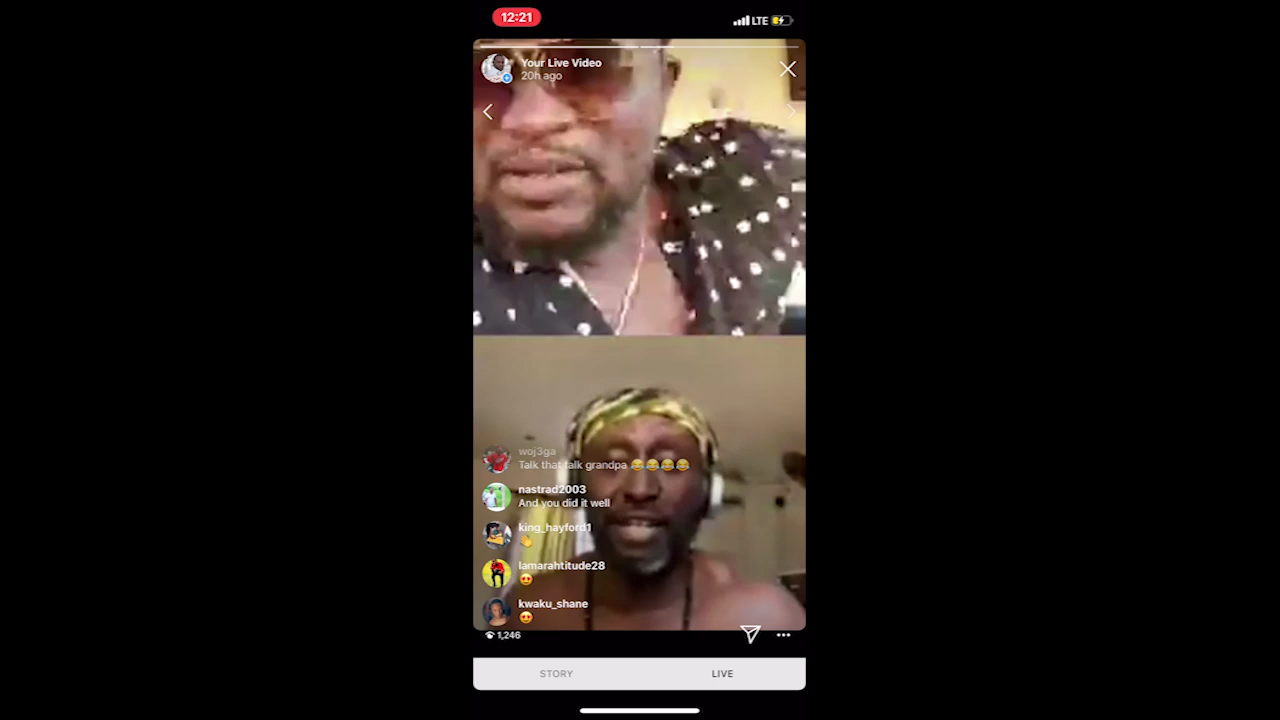 12:21
LTE
Your Live Video
20h ago
woj3ga
Talk that talk grandpa 😂😂😂😂
nastrad2003
And you did it well
king_hayford1
👏
lamarahtitude28
😍
kwaku_shane
😍
1,246
STORY
LIVE